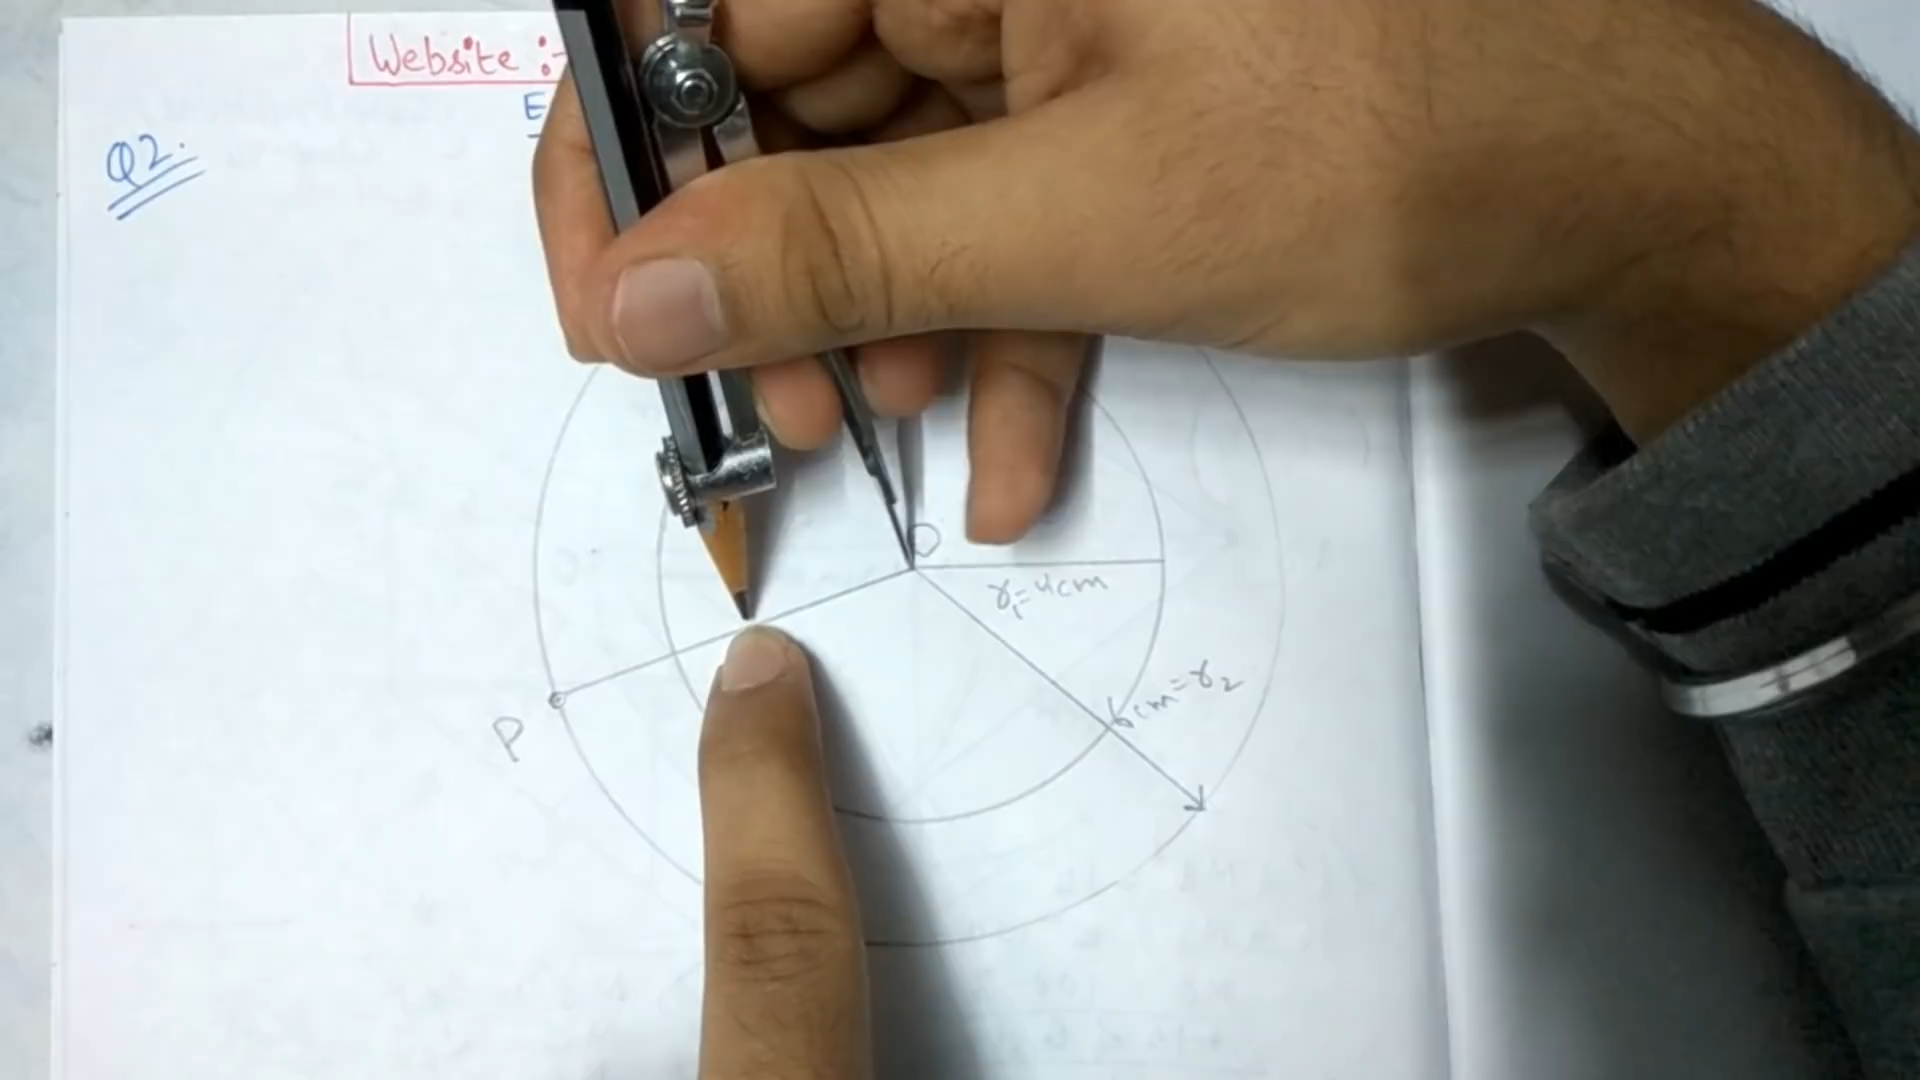 Website :-
E
Q2.
O
r₁=4cm
6cm=r₂
P